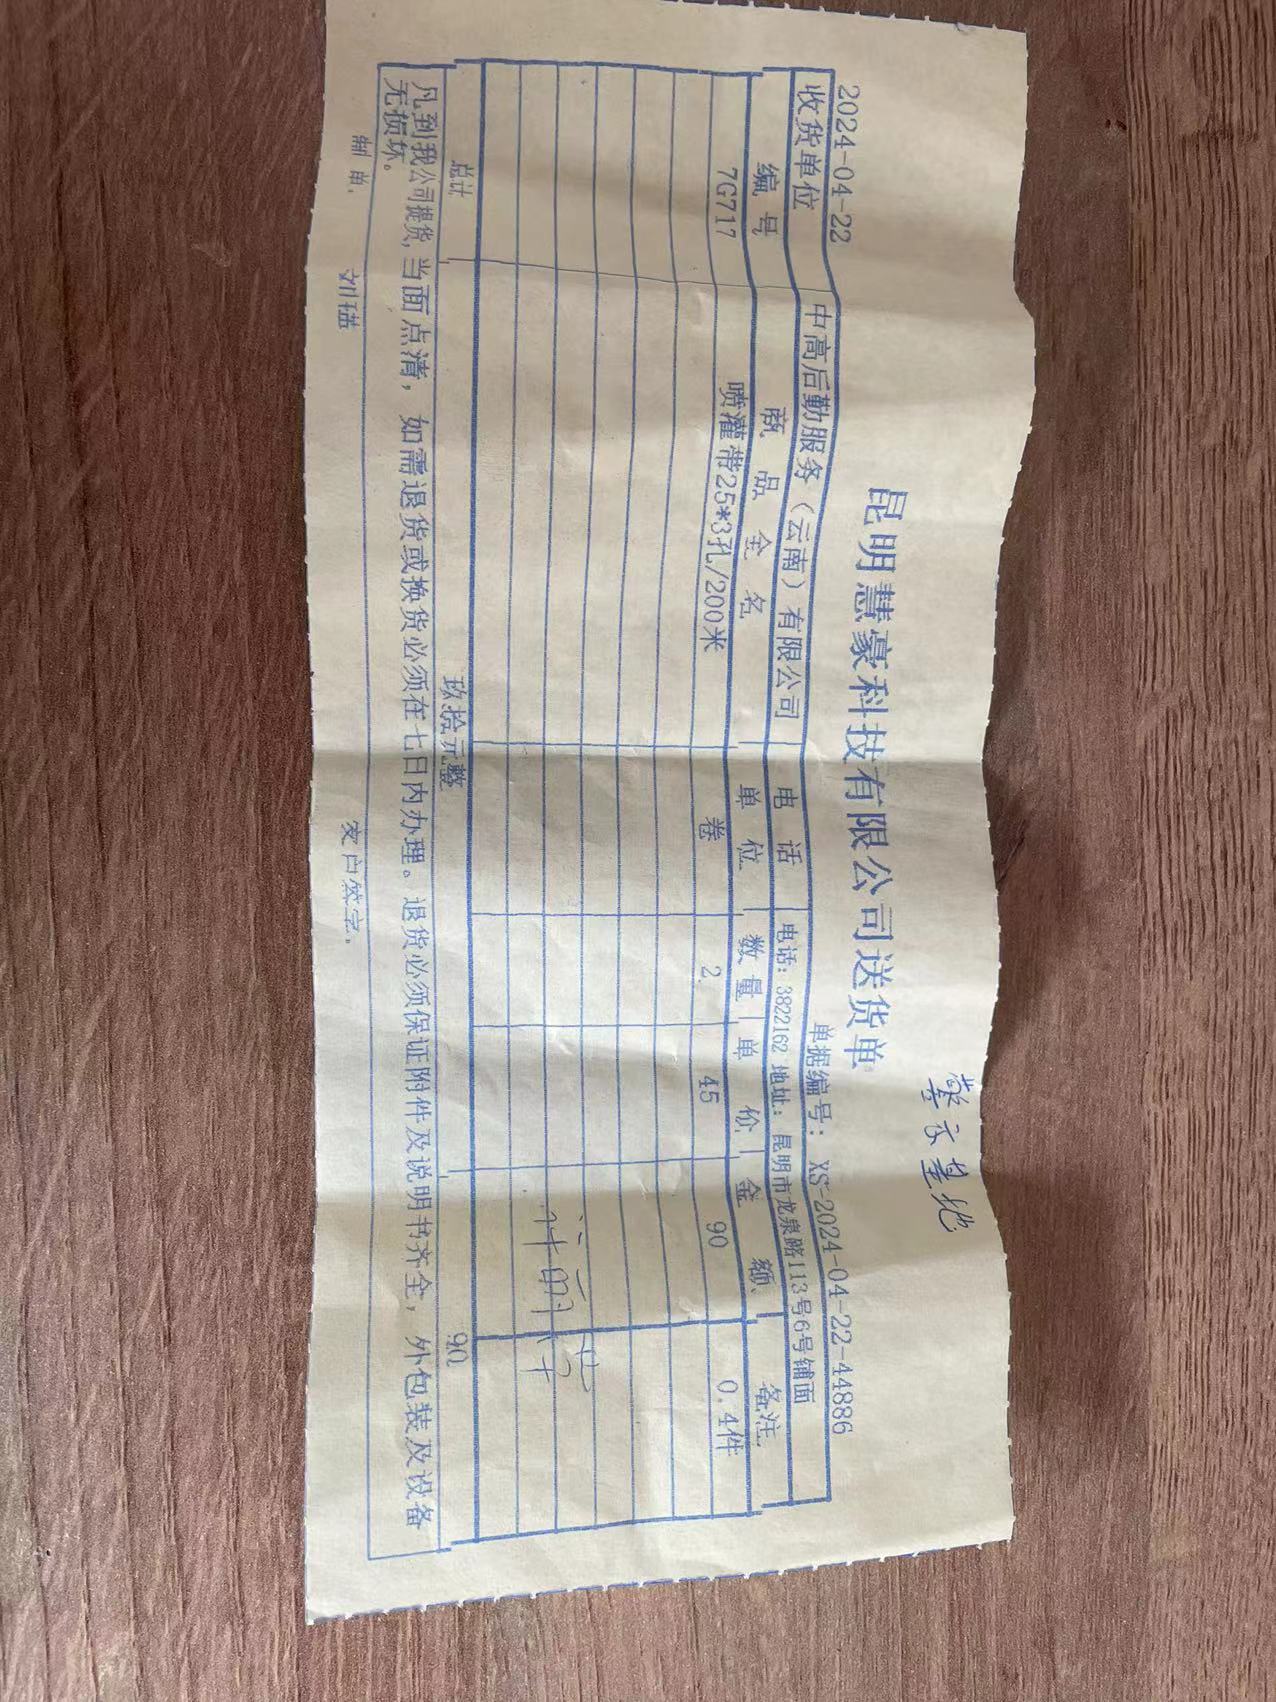 昆明慧豪科技有限公司送货单
2024-04-22 单据编号: XS-2024-04-22-44886
收货单位 中高后勤服务（云南）有限公司 电话 电话: 3822162 地址: 昆明市龙泉路113号6号铺面
编号 商品全名 单位 数量 单价 金额 备注
7G717 喷灌带25*3孔/200米 卷 2 45 90 0.4件
总计 玖拾元整 90
凡到我公司提货，当面点清，如需退货或换货必须在七日内办理。退货必须保证附件及说明书齐全，外包装及设备
无损坏。
制单. 客户签字.